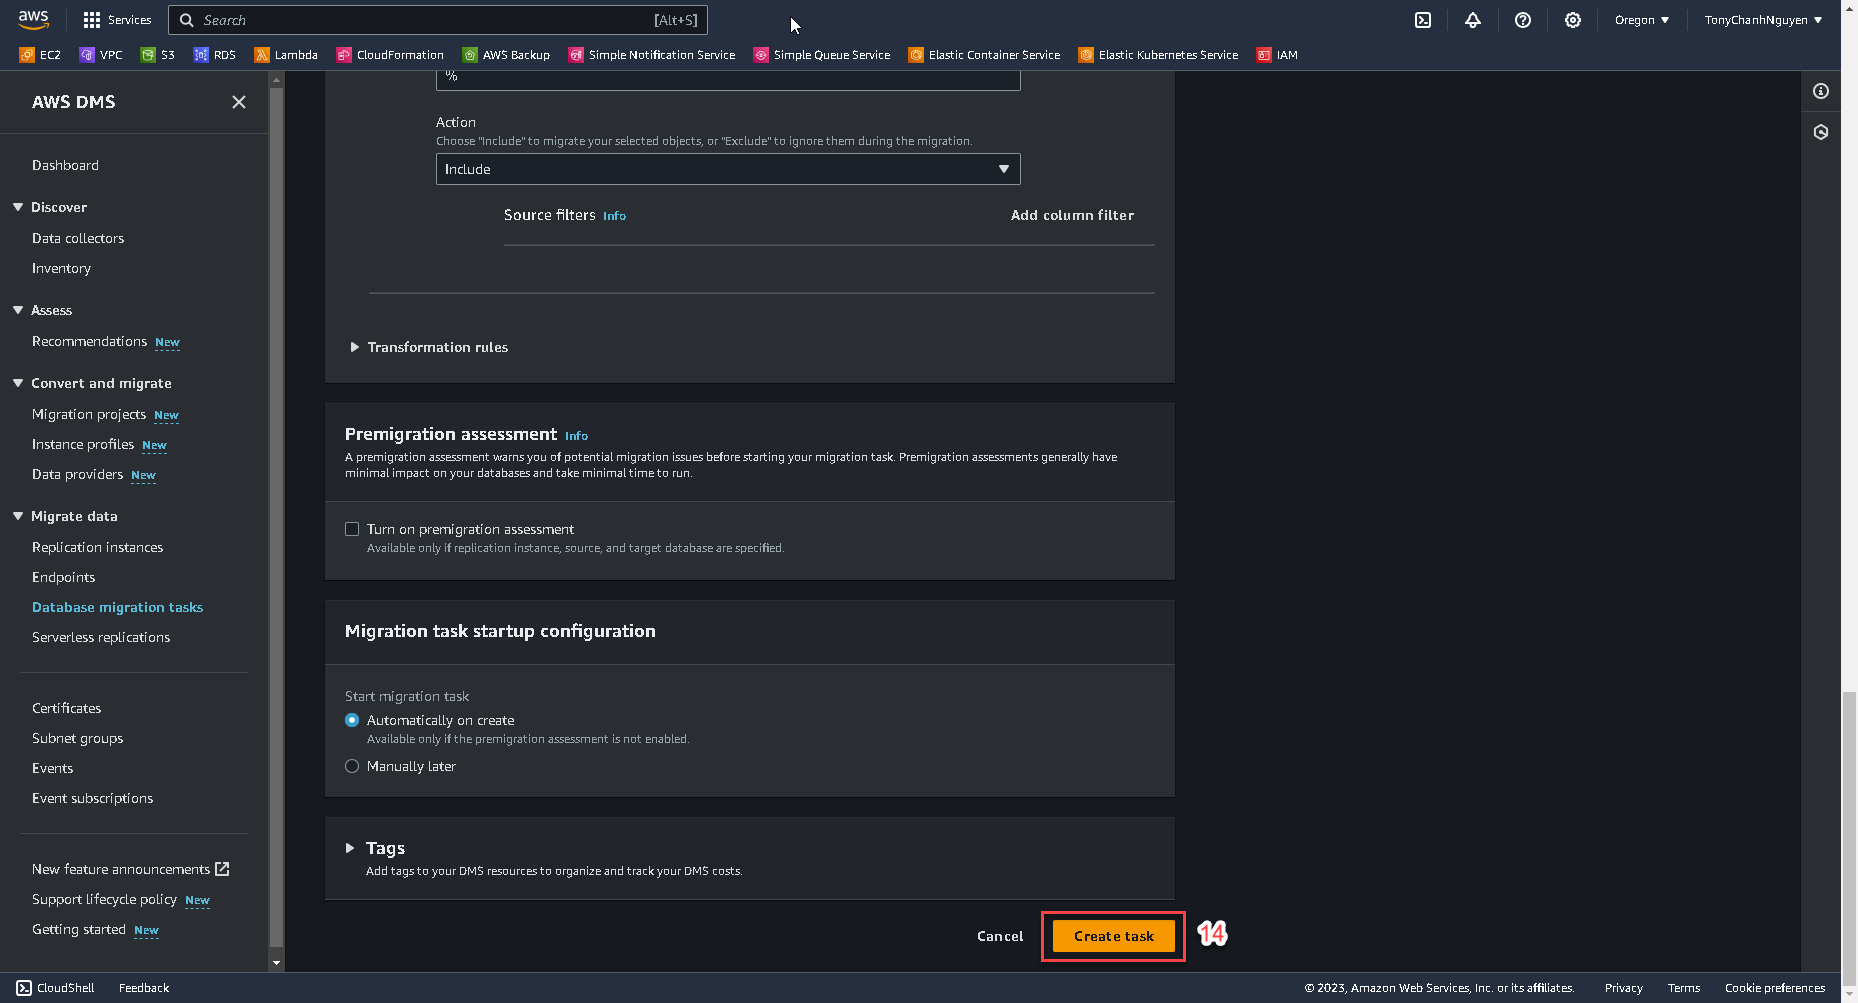 aws
Services
Search
[Alt+S]
Oregon ▼
TonyChanhNguyen ▼
EC2
VPC
S3
RDS
Lambda
CloudFormation
AWS Backup
Simple Notification Service
Simple Queue Service
Elastic Container Service
Elastic Kubernetes Service
IAM
AWS DMS
Dashboard
Discover
Data collectors
Inventory
Assess
Recommendations New
Convert and migrate
Migration projects New
Instance profiles New
Data providers New
Migrate data
Replication instances
Endpoints
Database migration tasks
Serverless replications
Certificates
Subnet groups
Events
Event subscriptions
New feature announcements
Support lifecycle policy New
Getting started New
%
Action
Choose "Include" to migrate your selected objects, or "Exclude" to ignore them during the migration.
Include
Source filters Info
Add column filter
Transformation rules
Premigration assessment Info
A premigration assessment warns you of potential migration issues before starting your migration task. Premigration assessments generally have
minimal impact on your databases and take minimal time to run.
Turn on premigration assessment
Available only if replication instance, source, and target database are specified.
Migration task startup configuration
Start migration task
Automatically on create
Available only if the premigration assessment is not enabled.
Manually later
Tags
Add tags to your DMS resources to organize and track your DMS costs.
Cancel
Create task
14
CloudShell
Feedback
© 2023, Amazon Web Services, Inc. or its affiliates.
Privacy
Terms
Cookie preferences